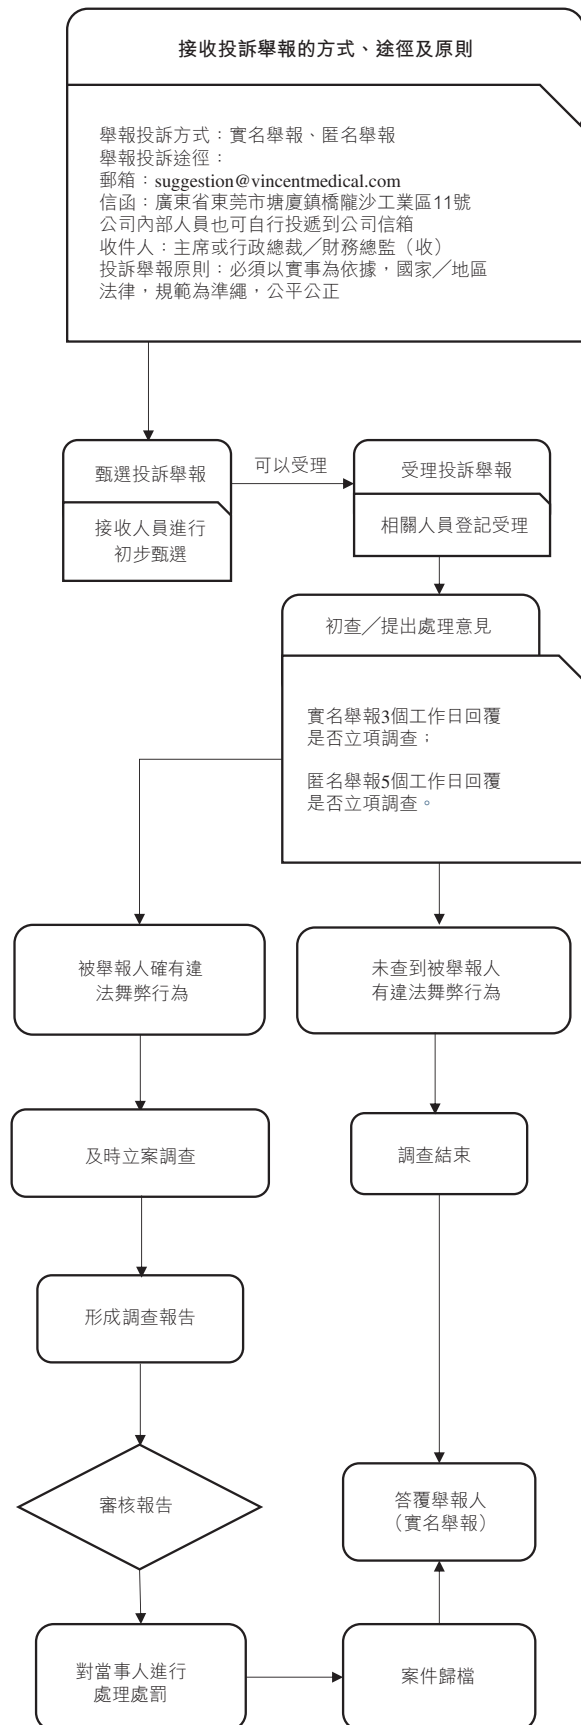 接收投訴舉報的方式、途徑及原則
舉報投訴方式：實名舉報、匿名舉報
舉報投訴途徑：
郵箱：suggestion@vincentmedical.com
信函：廣東省東莞市塘廈鎮橋隴沙工業區11號
公司內部人員也可自行投遞到公司信箱
收件人：主席或行政總裁╱財務總監（收）
投訴舉報原則：必須以實事為依據，國家╱地區
法律，規範為準繩，公平公正
甄選投訴舉報
可以受理
受理投訴舉報
接收人員進行
初步甄選
相關人員登記受理
初查╱提出處理意見
實名舉報3個工作日回覆
是否立項調查；
匿名舉報5個工作日回覆
是否立項調查。
被舉報人確有違
法舞弊行為
未查到被舉報人
有違法舞弊行為
及時立案調查
調查結束
形成調查報告
審核報告
答覆舉報人
（實名舉報）
對當事人進行
處理處罰
案件歸檔